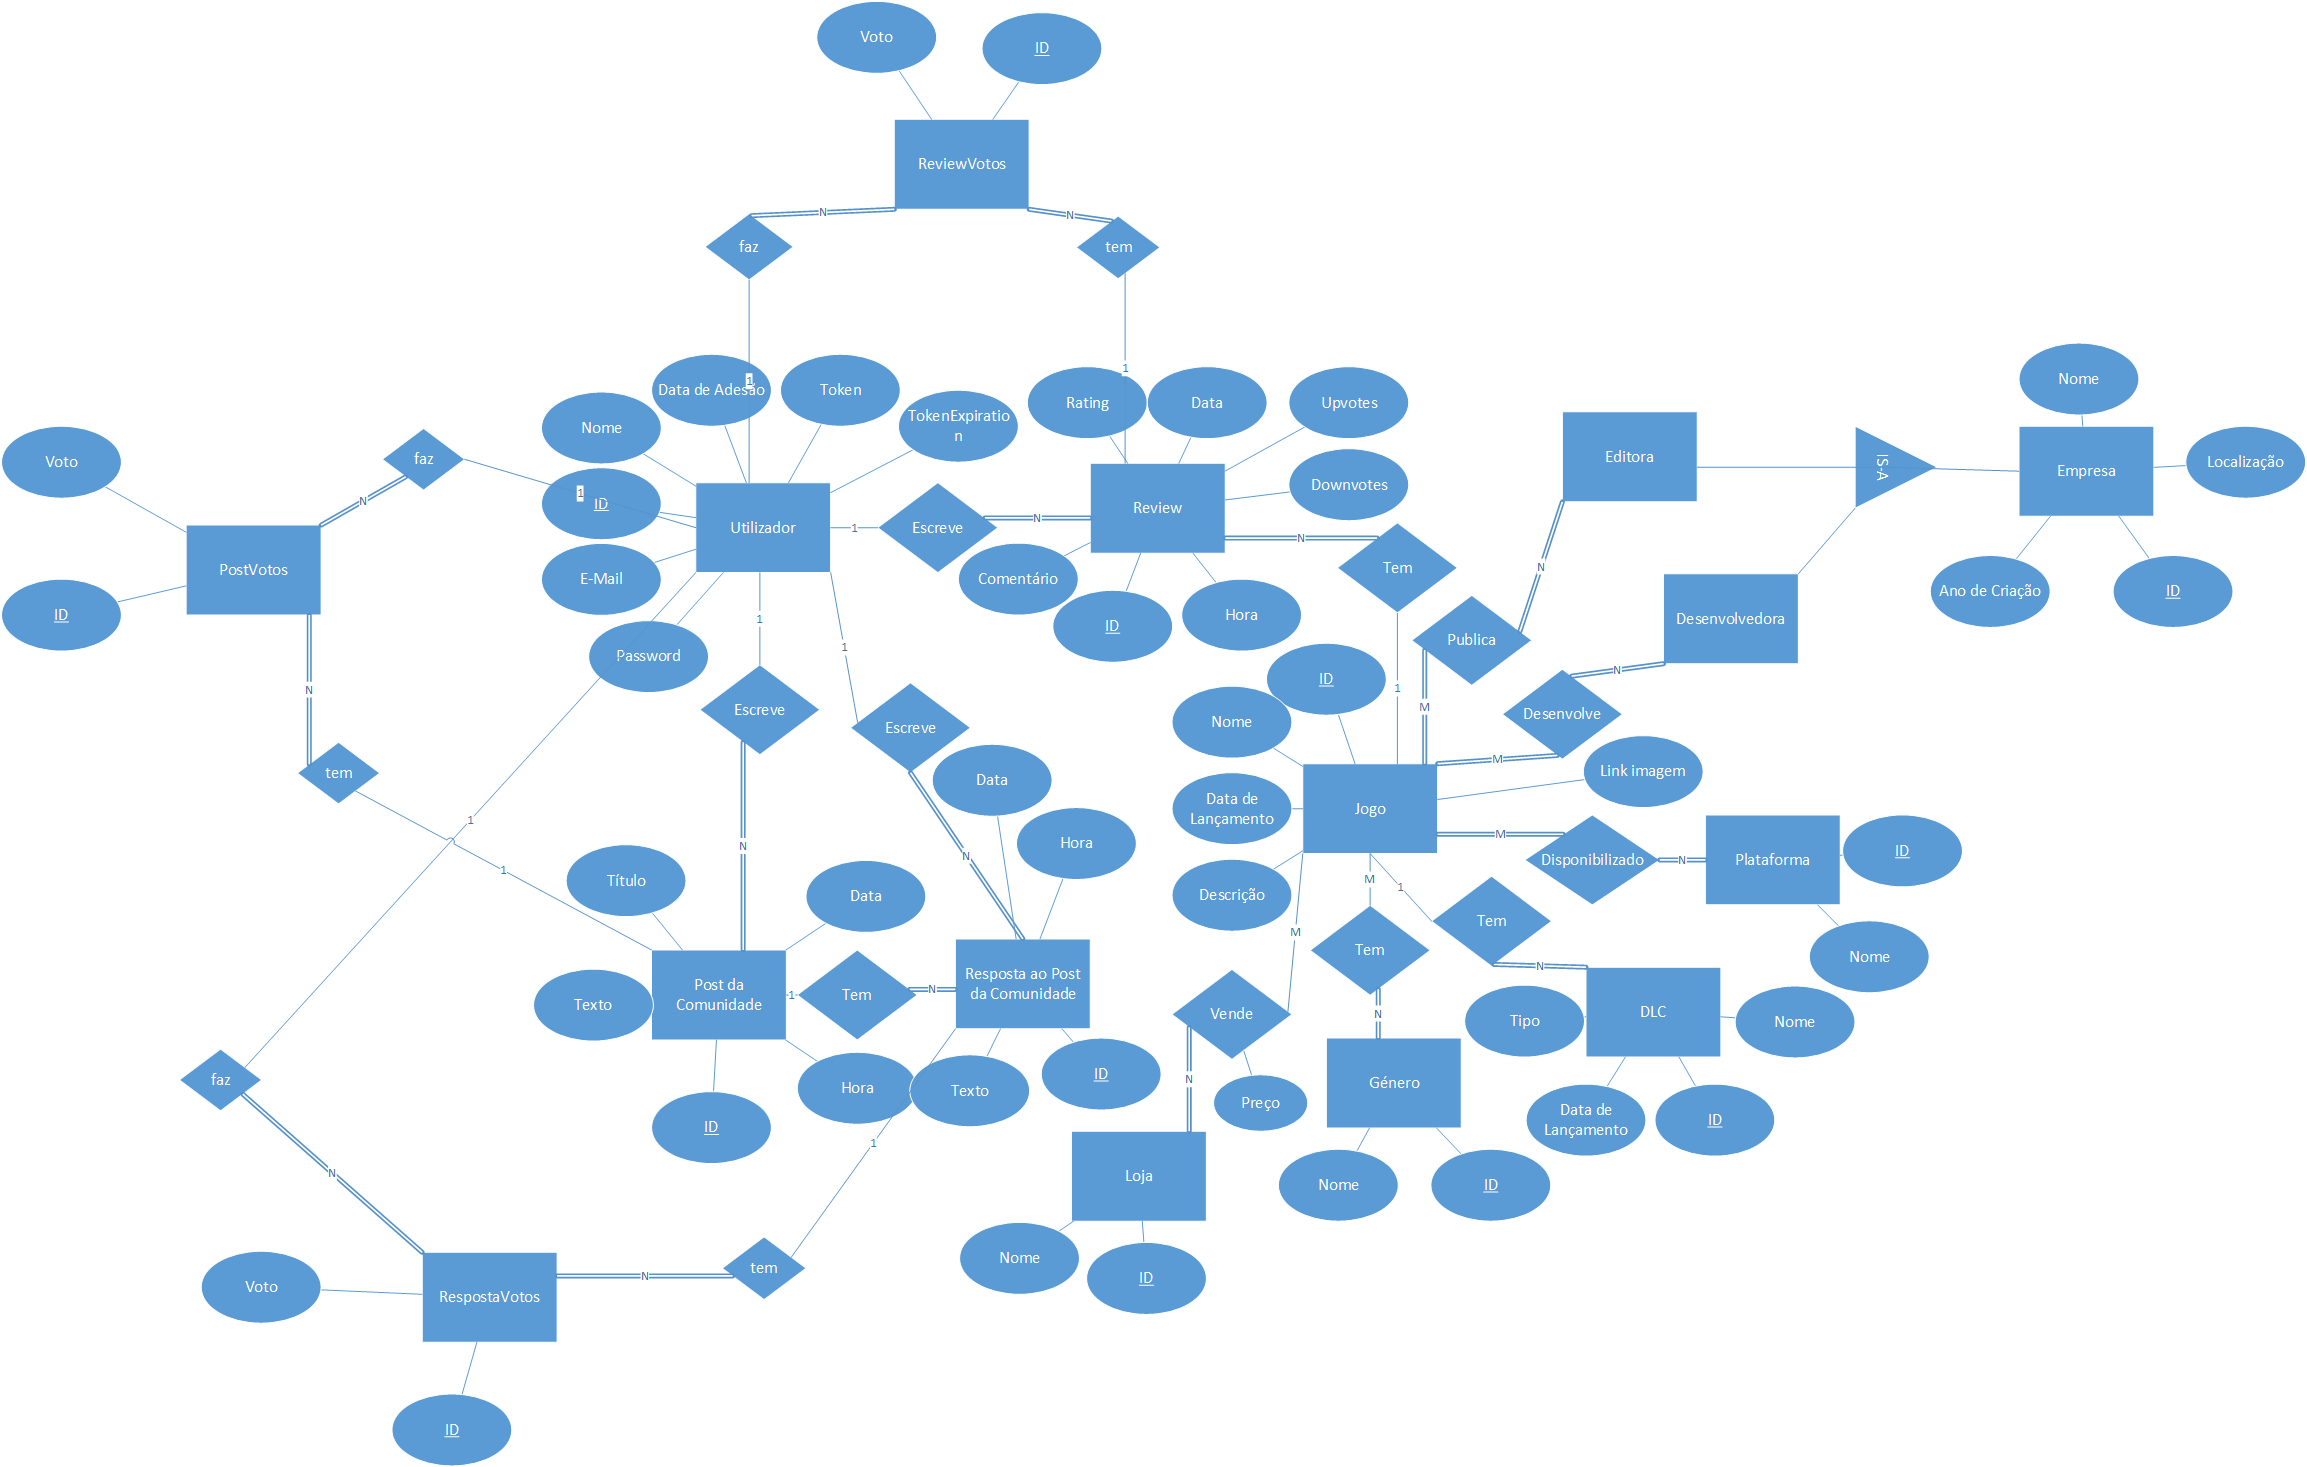 Voto
ID
ReviewVotos
N
N
faz
tem
1
1
Data de Adesão
Token
Nome
TokenExpiratio
n
Rating
Data
Upvotes
Nome
Voto
faz
1
ID
N
Downvotes
Editora
IS-A
Empresa
Localização
PostVotos
Utilizador
1
Escreve
N
Review
N
Tem
N
E-Mail
Comentário
ID
Hora
Ano de Criação
ID
ID
Password
1
1
Publica
Desenvolvedora
N
N
Escreve
Escreve
ID
1
M
Nome
Desenvolve
M
tem
Data
Link imagem
Data de
Lançamento
Jogo
1
1
N
N
Hora
M
Disponibilizado
N
Plataforma
ID
Título
Data
Descrição
M
1
M
Tem
Tem
Nome
Texto
Post da
Comunidade
1
Tem
N
Resposta ao Post
da Comunidade
N
DLC
Vende
N
Tipo
Nome
faz
Hora
Texto
ID
N
Preço
Género
ID
Data de
Lançamento
ID
1
N
Loja
Nome
ID
Voto
RespostaVotos
N
tem
Nome
ID
ID